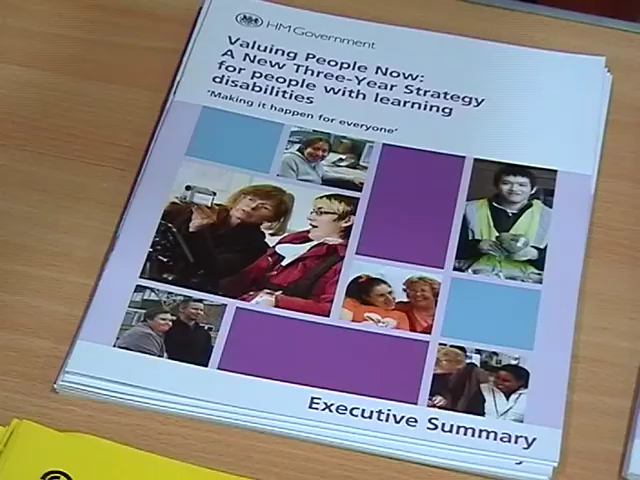 HM Government
Valuing People Now:
A New Three-Year Strategy
for people with learning
disabilities
'Making it happen for everyone'
Executive Summary